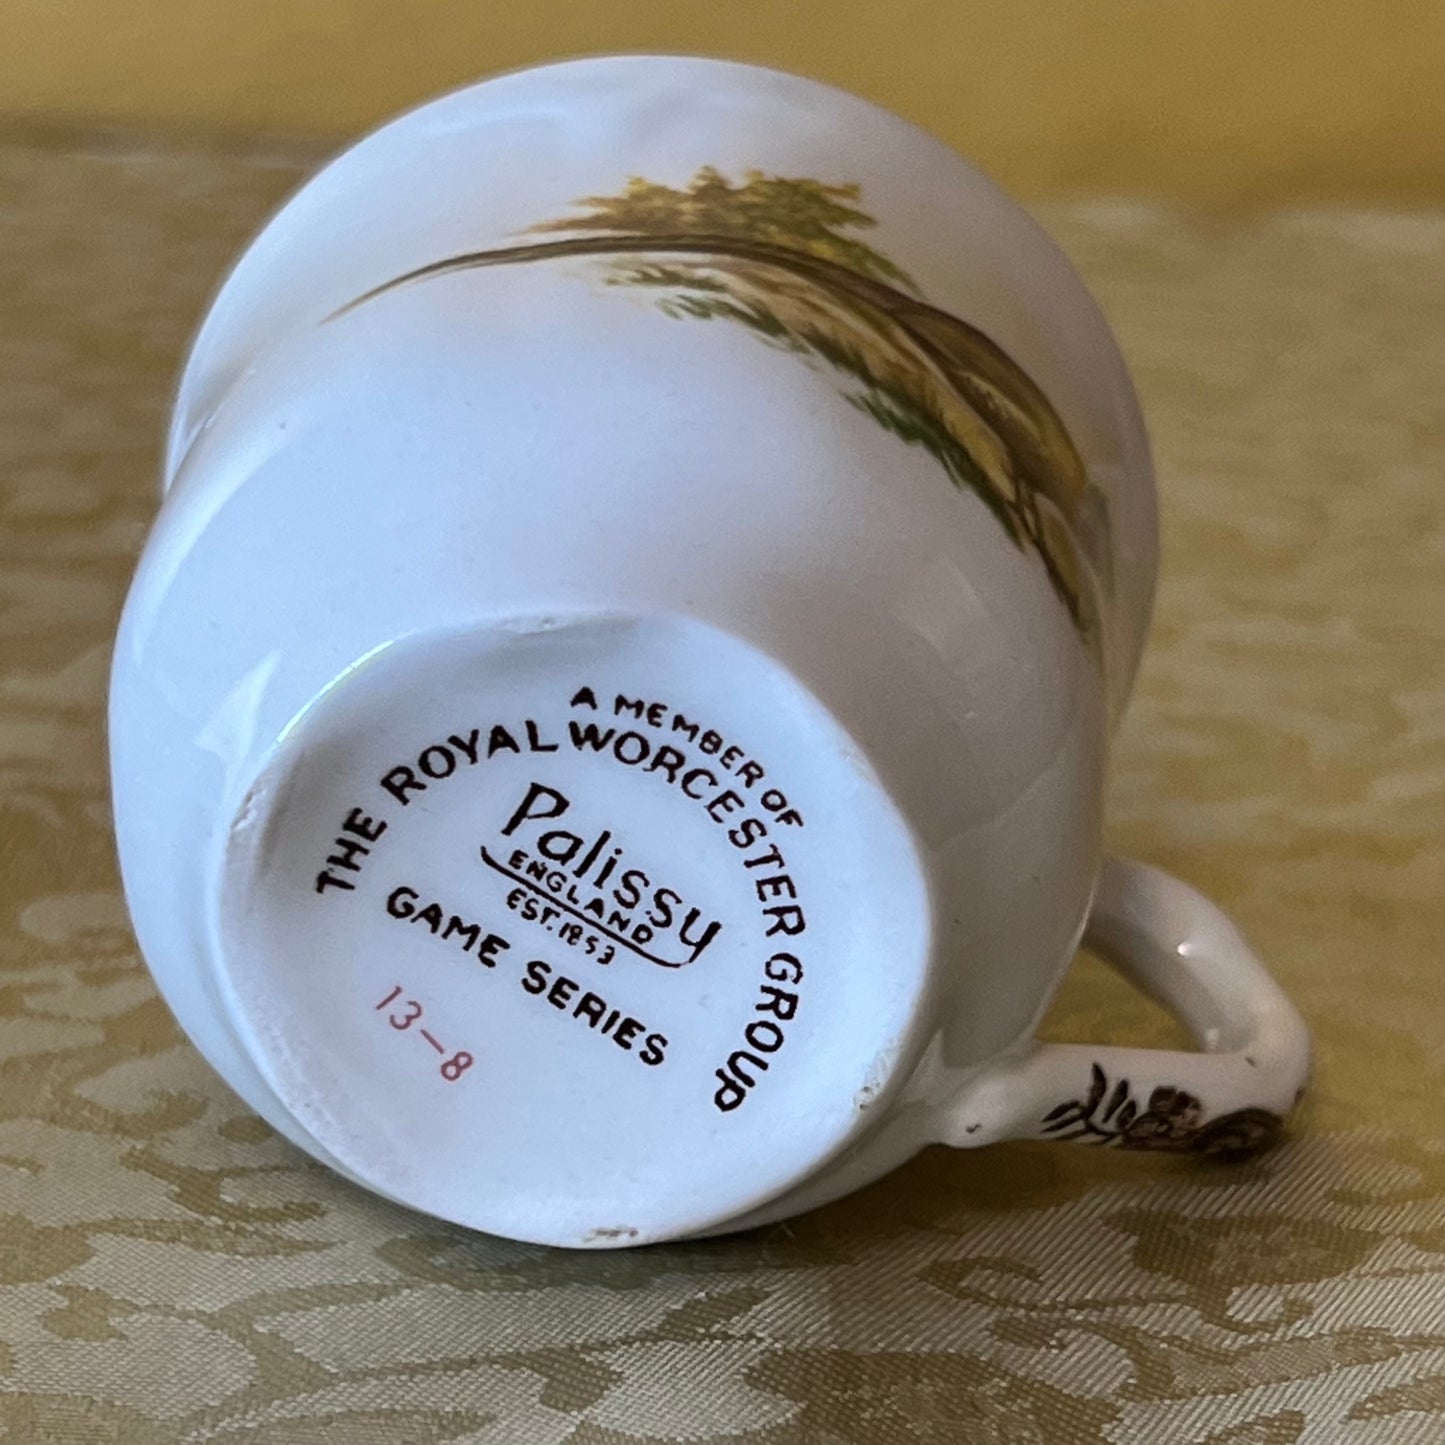 A MEMBER OF
THE ROYAL WORCESTER GROUP
Palissy
ENGLAND
EST. 1853
GAME SERIES
13-8